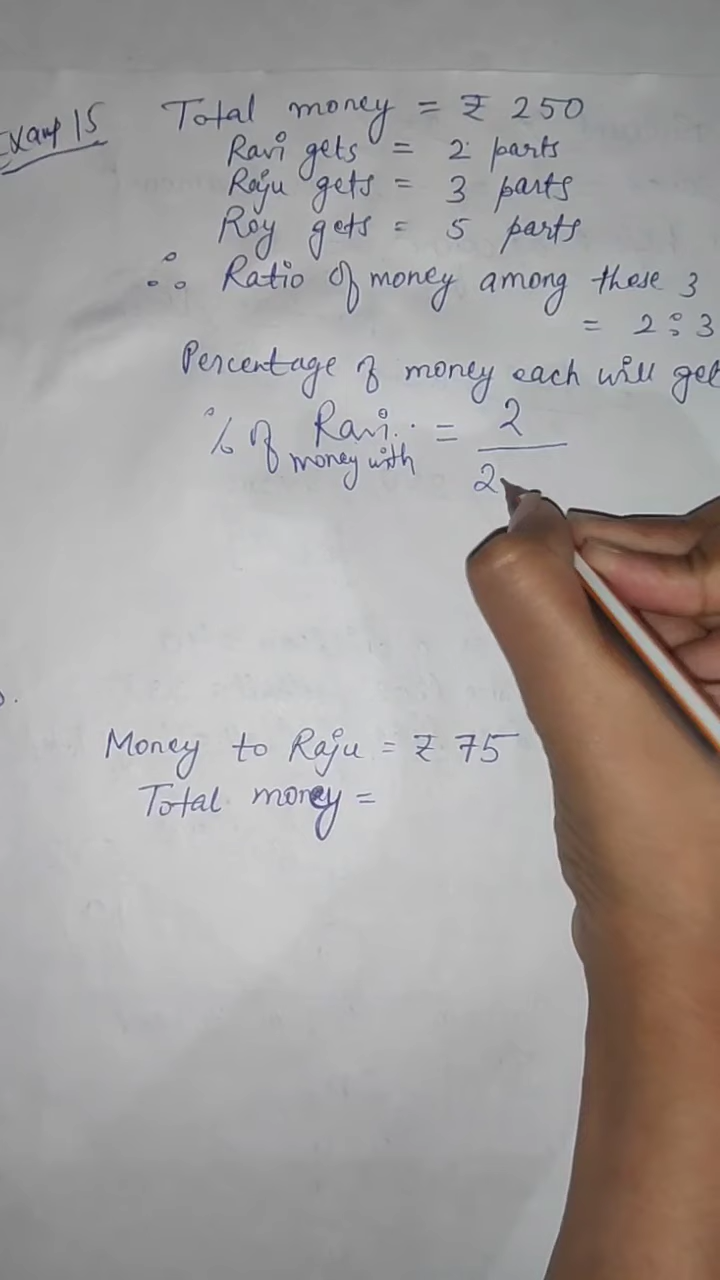 Examp 15
Total money = ₹ 250
Ravi gets = 2 parts
Raju gets = 3 parts
Roy gets = 5 parts
∴ Ratio of money among these 3
= 2 : 3
Percentage of money each will get
% of Ravi = 2
money with
2
Money to Raju = ₹ 75
Total money =